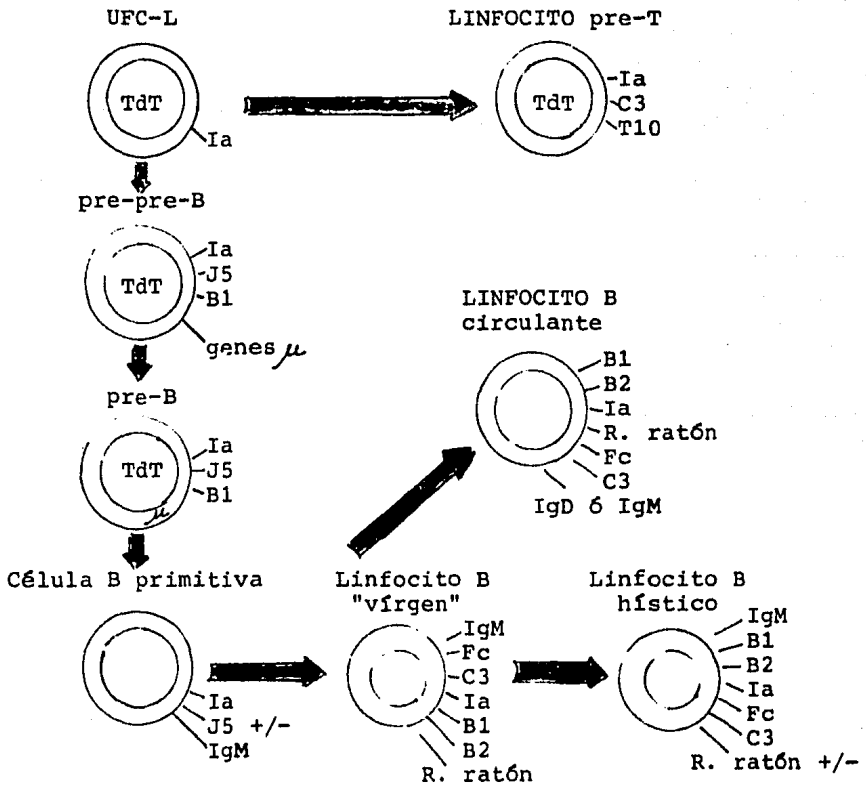 UFC-L
LINFOCITO pre-T
TdT
Ia
TdT
Ia
C3
T10
pre-pre-B
TdT
Ia
J5
B1
genes μ
pre-B
TdT
μ
Ia
J5
B1
LINFOCITO B
circulante
B1
B2
Ia
R. ratón
Fc
C3
IgD ó IgM
Célula B primitiva
Ia
J5 +/-
IgM
Linfocito B
"vírgen"
IgM
Fc
C3
Ia
B1
B2
R. ratón
Linfocito B
hístico
IgM
B1
B2
Ia
Fc
C3
R. ratón +/-